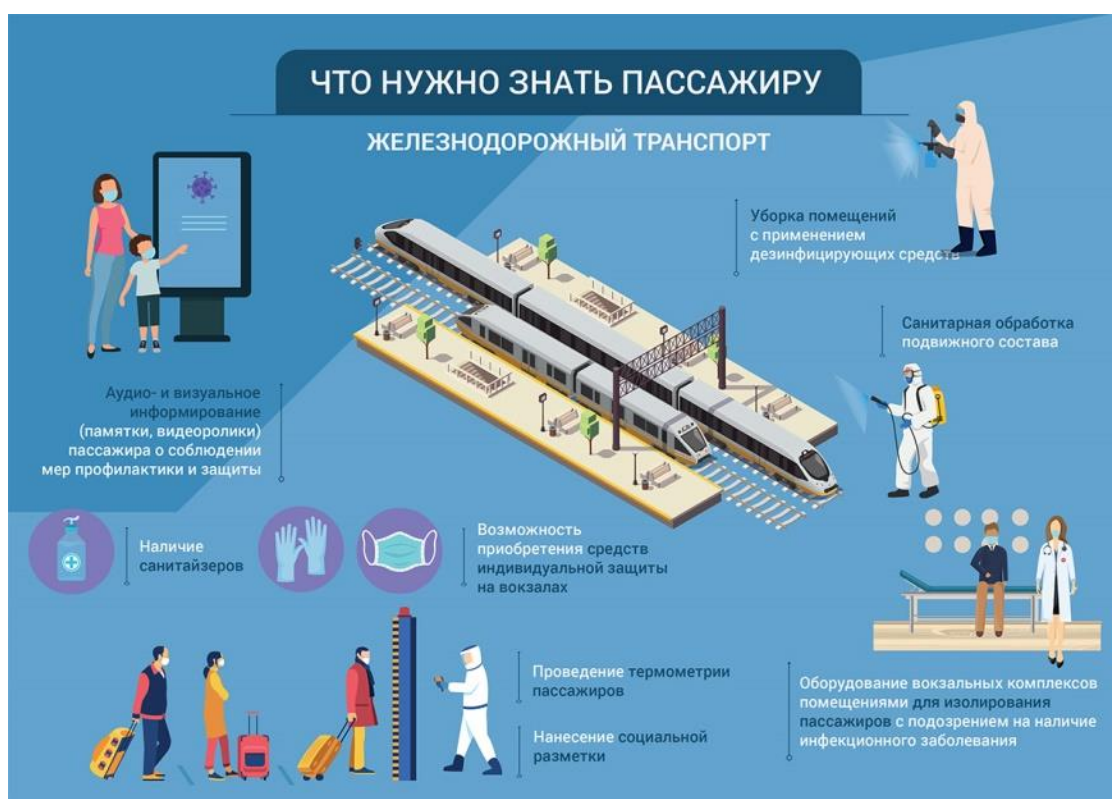 ЧТО НУЖНО ЗНАТЬ ПАССАЖИРУ
ЖЕЛЕЗНОДОРОЖНЫЙ ТРАНСПОРТ
Уборка помещений
с применением
дезинфицирующих средств
Санитарная обработка
подвижного состава
Аудио- и визуальное
информирование
(памятки, видеоролики)
пассажира о соблюдении
мер профилактики и защиты
Наличие
санитайзеров
Возможность
приобретения средств
индивидуальной защиты
на вокзалах
Проведение термометрии
пассажиров
Нанесение социальной
разметки
Оборудование вокзальных комплексов
помещениями для изолирования
пассажиров с подозрением на наличие
инфекционного заболевания